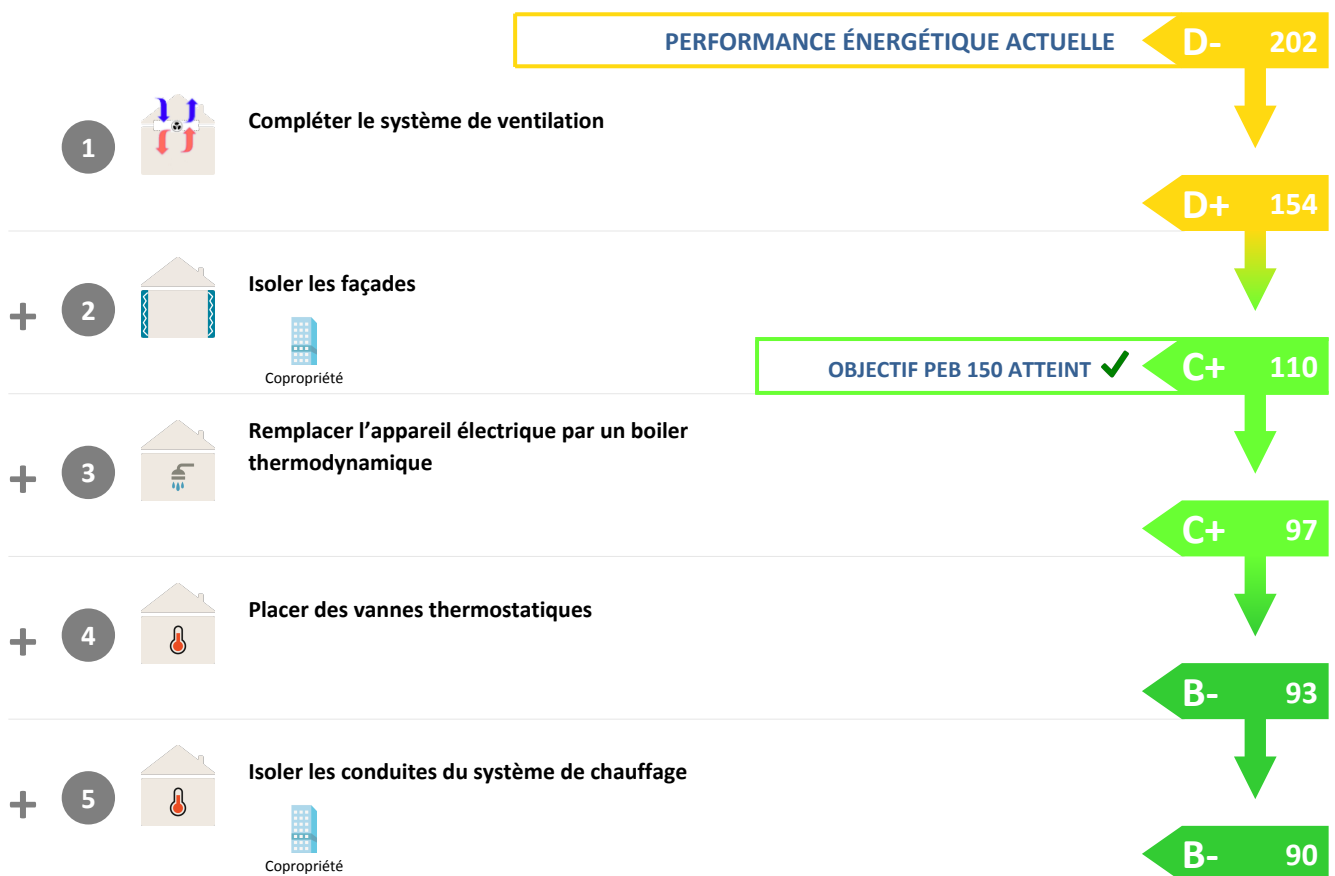 PERFORMANCE ÉNERGÉTIQUE ACTUELLE D- 202
1 Compléter le système de ventilation
D+ 154
+ 2 Isoler les façades
Copropriété
OBJECTIF PEB 150 ATTEINT ✓ C+ 110
+ 3 Remplacer l’appareil électrique par un boiler
thermodynamique
C+ 97
+ 4 Placer des vannes thermostatiques
B- 93
+ 5 Isoler les conduites du système de chauffage
Copropriété
B- 90